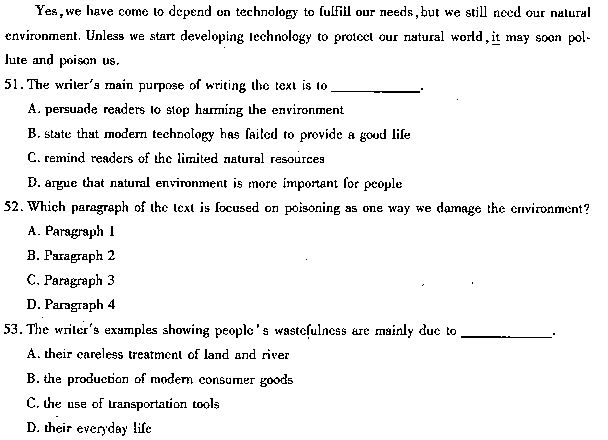 Yes, we have come to depend on technology to fulfill our needs, but we still need our natural
environment. Unless we start developing technology to protect our natural world, it may soon pol-
lute and poison us.
51. The writer's main purpose of writing the text is to ____________.
A. persuade readers to stop harming the environment
B. state that modern technology has failed to provide a good life
C. remind readers of the limited natural resources
D. argue that natural environment is more important for people
52. Which paragraph of the text is focused on poisoning as one way we damage the environment?
A. Paragraph 1
B. Paragraph 2
C. Paragraph 3
D. Paragraph 4
53. The writer's examples showing people's wastefulness are mainly due to ____________.
A. their careless treatment of land and river
B. the production of modern consumer goods
C. the use of transportation tools
D. their everyday life